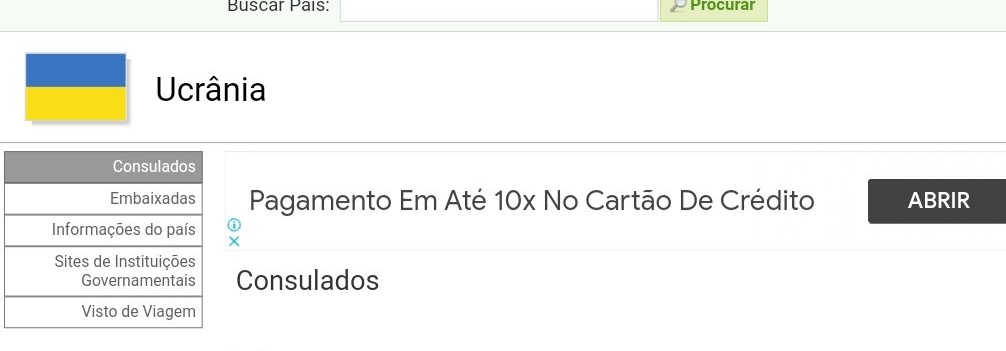 Buscar País:
Procurar
Ucrânia
Consulados
Embaixadas
Informações do país
Sites de Instituições
Governamentais
Visto de Viagem
Pagamento Em Até 10x No Cartão De Crédito
ABRIR
Consulados